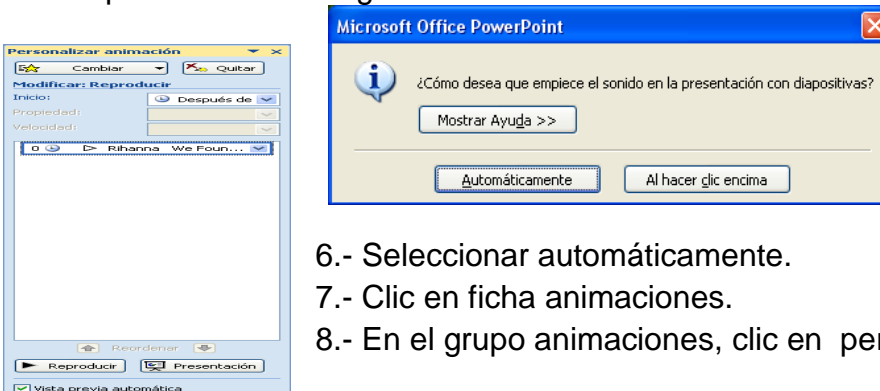 Microsoft Office PowerPoint
¿Cómo desea que empiece el sonido en la presentación con diapositivas?
Mostrar Ayuda >>
Automáticamente
Al hacer clic encima
Personalizar animación
Cambiar
Quitar
Modificar: Reproducir
Inicio:
Después de
Propiedad:
Velocidad:
0 Rihanna We Foun...
Reordenar
Reproducir
Presentación
Vista previa automática
6.- Seleccionar automáticamente.
7.- Clic en ficha animaciones.
8.- En el grupo animaciones, clic en